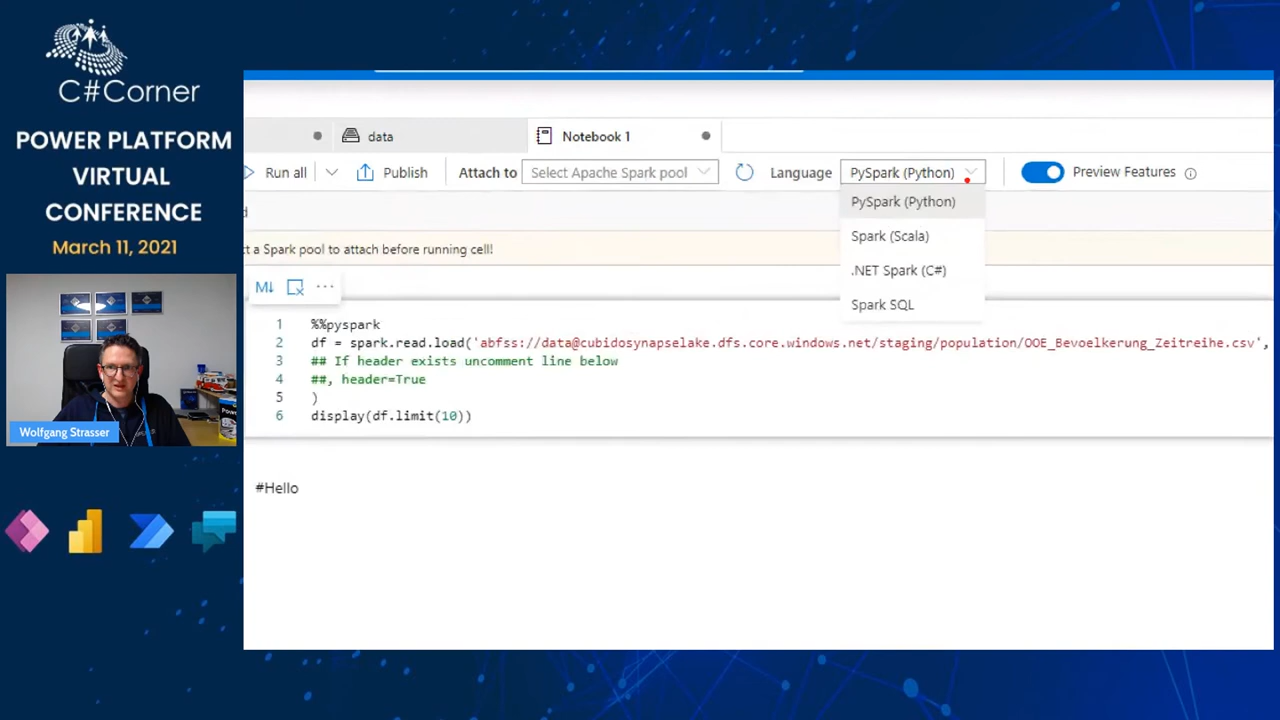 C#Corner
POWER PLATFORM
VIRTUAL
CONFERENCE
March 11, 2021
Wolfgang Strasser
data
Notebook 1
Run all
Publish
Attach to
Select Apache Spark pool
Language
PySpark (Python)
Preview Features
PySpark (Python)
Spark (Scala)
.NET Spark (C#)
Spark SQL
d
ct a Spark pool to attach before running cell!
M↓
...
1 %%pyspark
2 df = spark.read.load('abfss://data@cubidosynapselake.dfs.core.windows.net/staging/population/OOE_Bevoelkerung_Zeitreihe.csv',
3 ## If header exists uncomment line below
4 ##, header=True
5 )
6 display(df.limit(10))
#Hello